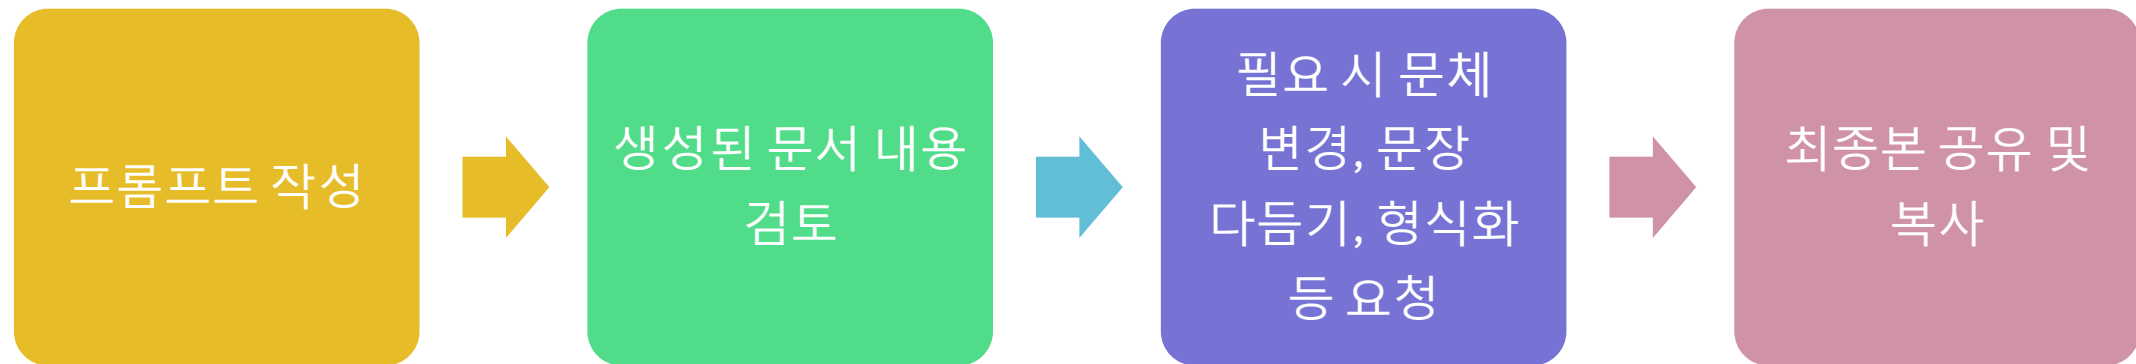 프롬프트 작성
생성된 문서 내용
검토
필요 시 문체
변경, 문장
다듬기, 형식화
등 요청
최종본 공유 및
복사